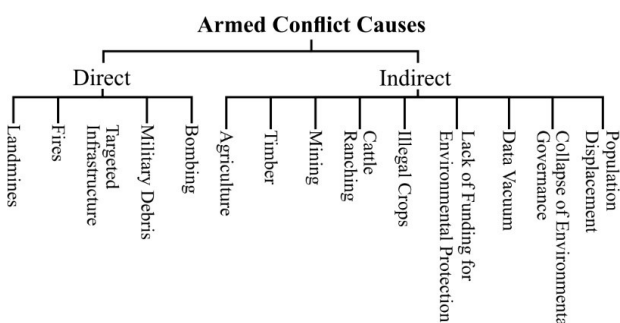 Armed Conflict Causes
Direct
Indirect
Landmines
Fires
Targeted
Infrastructure
Military Debris
Bombing
Agriculture
Timber
Mining
Cattle
Ranching
Illegal Crops
Lack of Funding for
Environmental Protection
Data Vacuum
Collapse of Environmenta
Governance
Population
Displacement